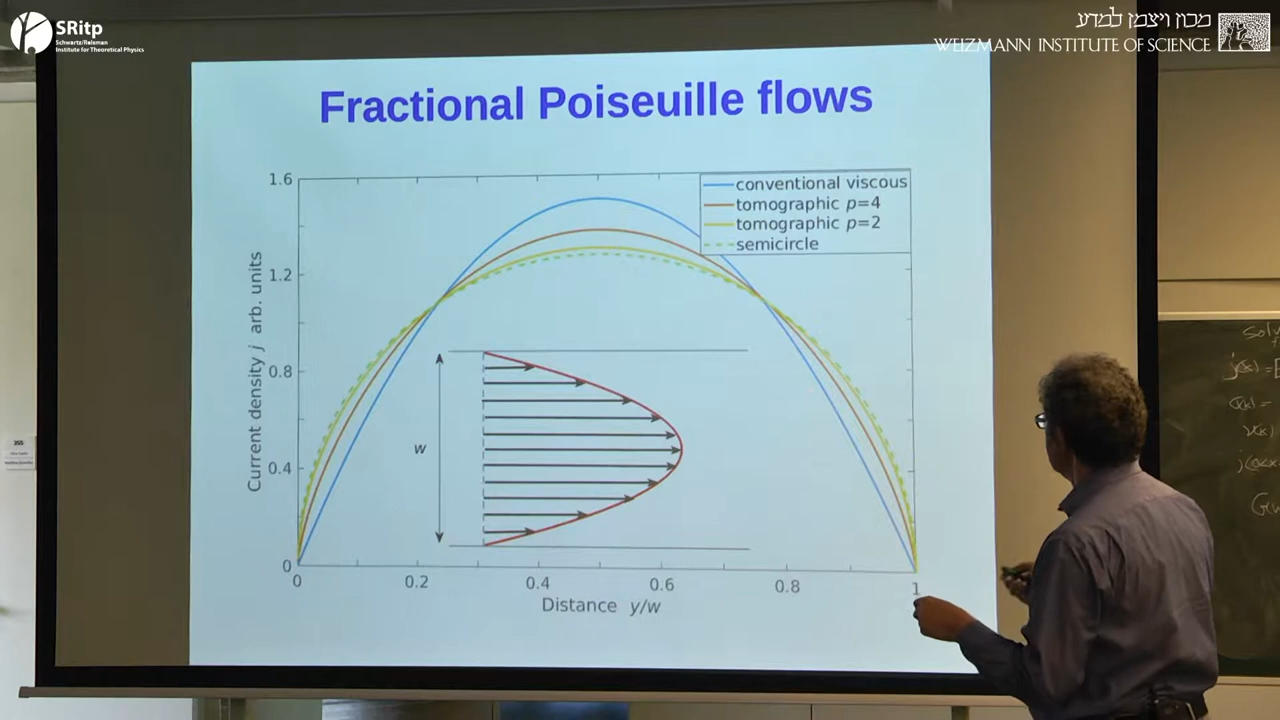 SRitp
Schwartz/Reisman
Institute for Theoretical Physics
מכון ויצמן למדע
WEIZMANN INSTITUTE OF SCIENCE
Fractional Poiseuille flows
conventional viscous
tomographic p=4
tomographic p=2
semicircle
Current density j arb. units
1.6
1.2
0.8
0.4
0
w
0
0.2
0.4
0.6
0.8
1
Distance y/w
355